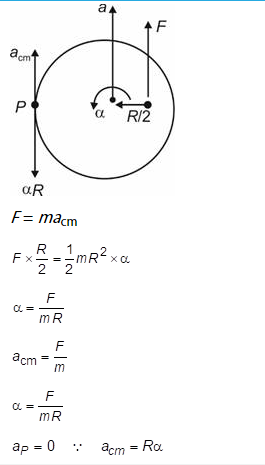 a
F
a_cm
P
α
R/2
αR
F = ma_cm
F × R/2 = 1/2 mR² × α
α = F/mR
a_cm = F/m
α = F/mR
a_P = 0 ∵ a_cm = Rα